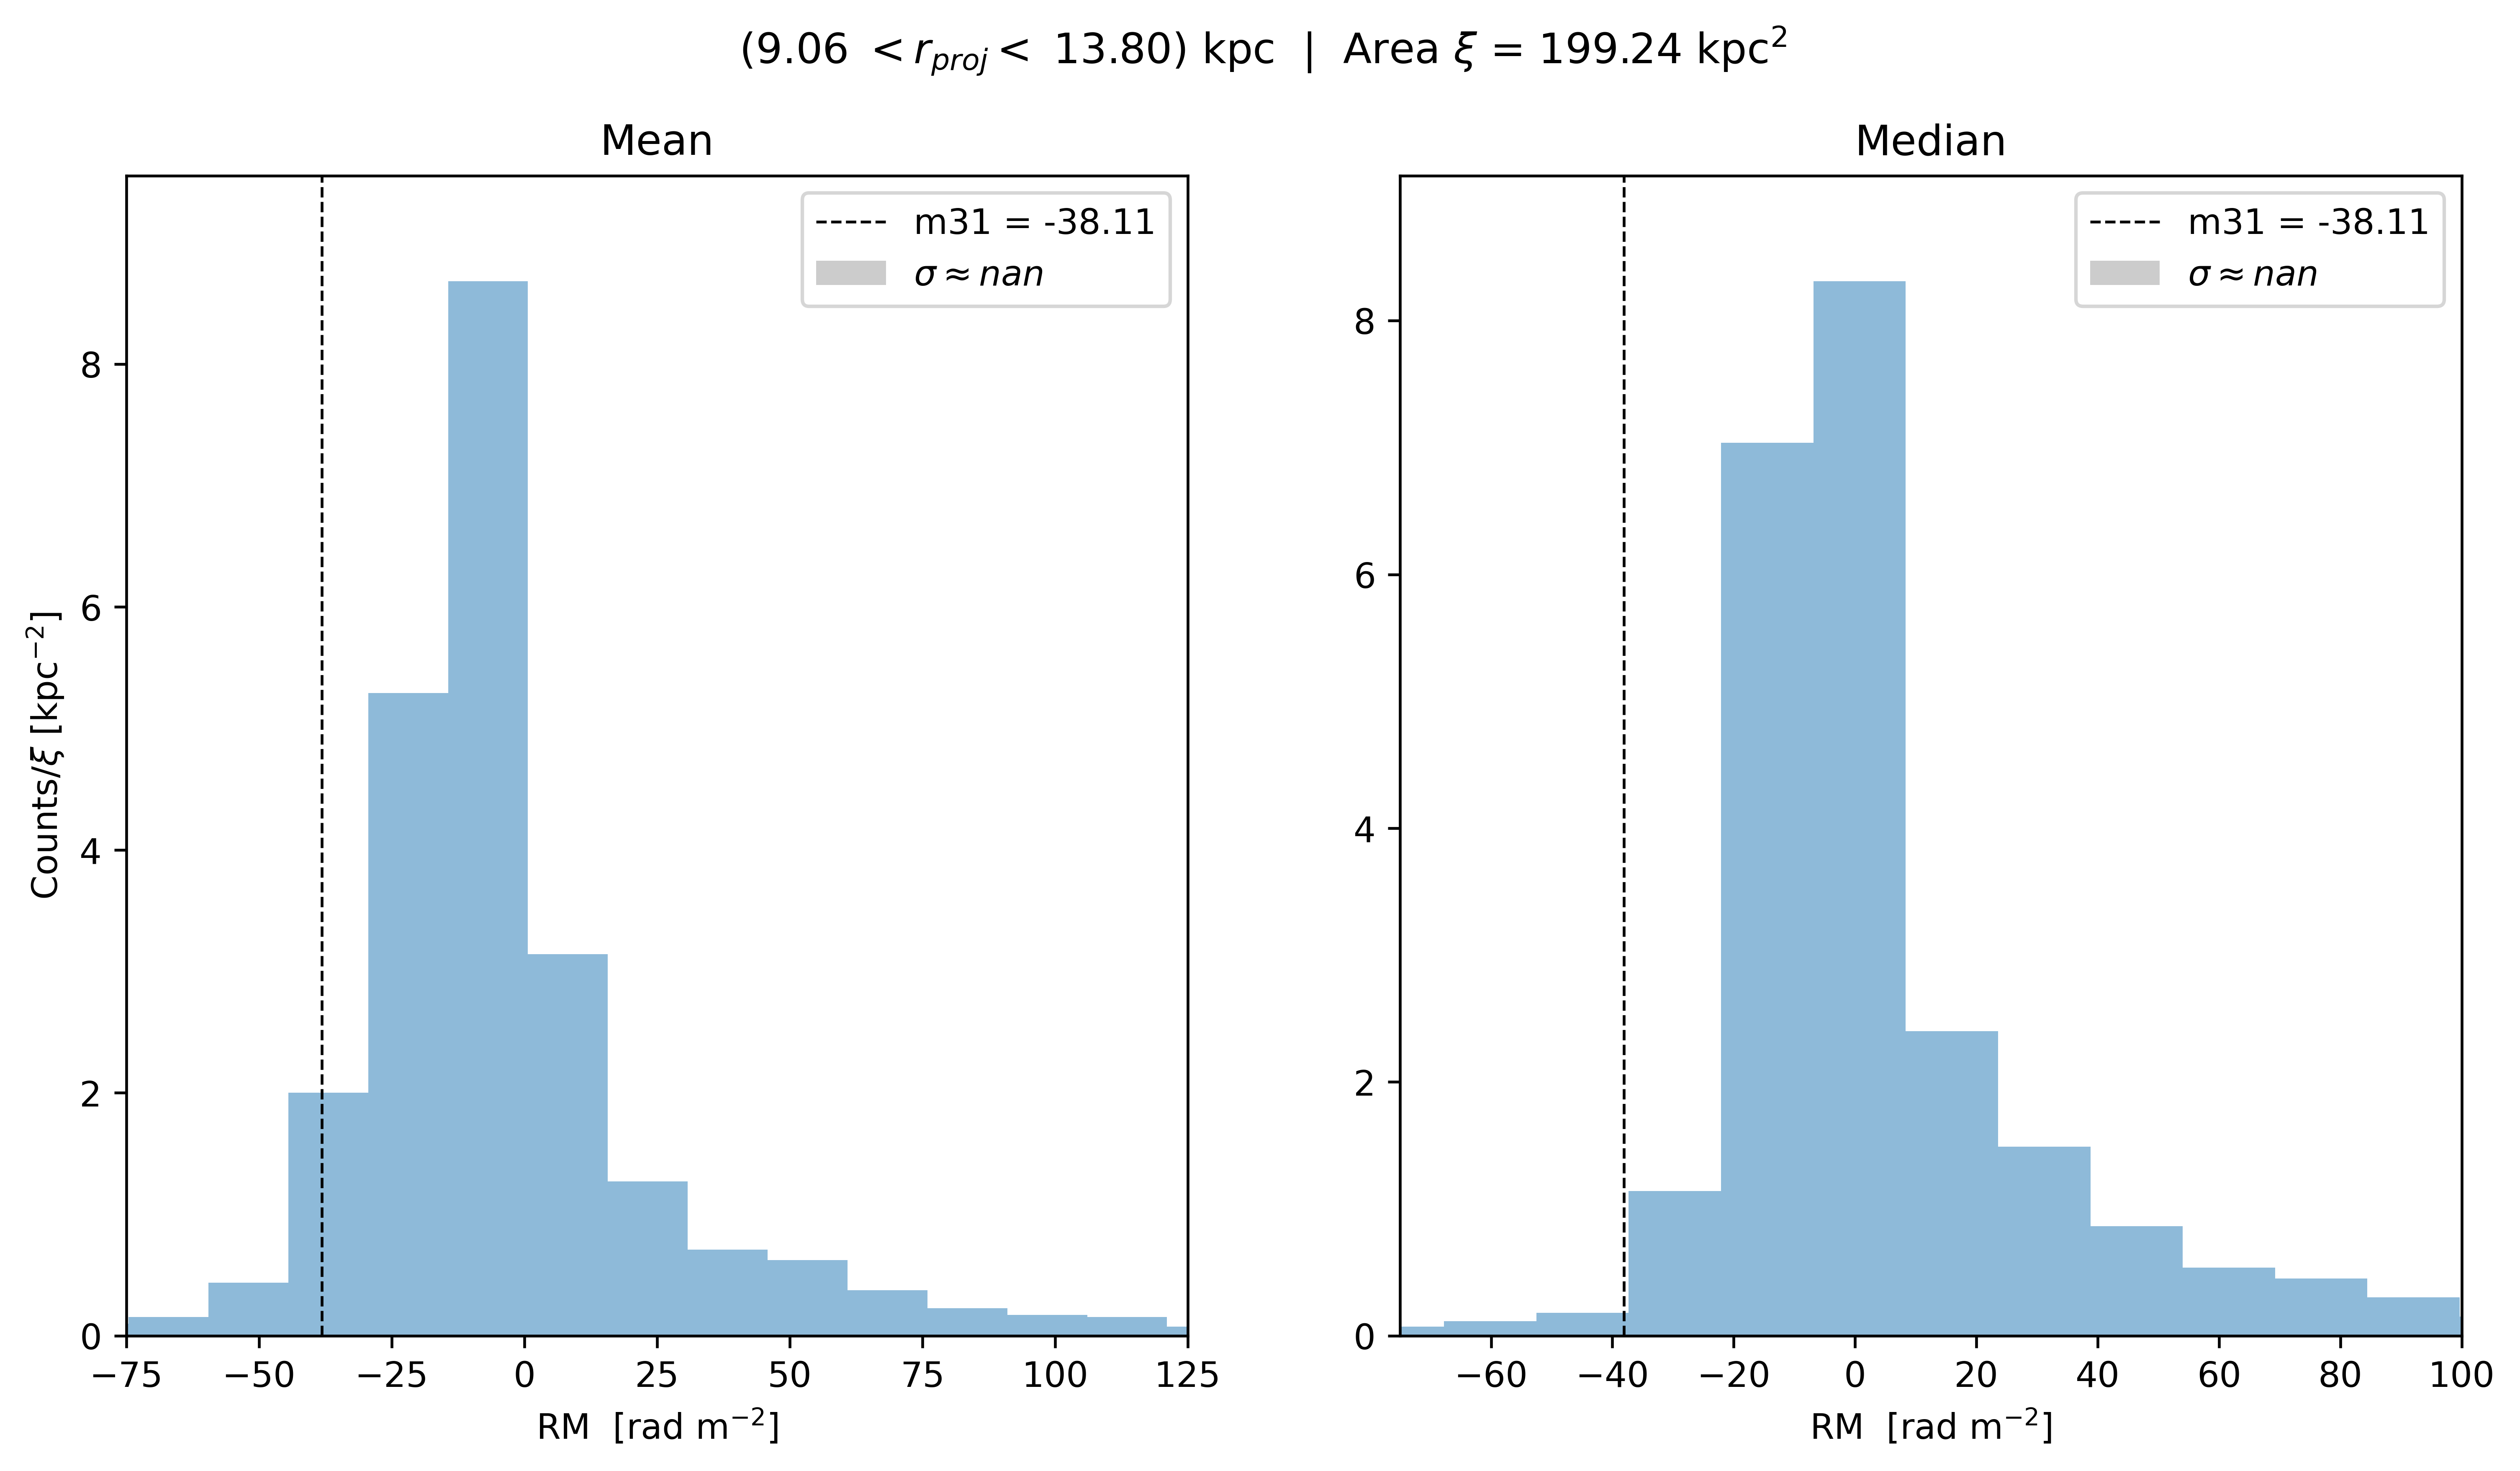 (9.06 < r_proj < 13.80) kpc | Area ξ = 199.24 kpc²
Mean
m31 = -38.11
σ ≈ nan
8
6
4
2
0
Counts/ξ [kpc⁻²]
−75 −50 −25 0 25 50 75 100 125
RM [rad m⁻²]
Median
m31 = -38.11
σ ≈ nan
8
6
4
2
0
−60 −40 −20 0 20 40 60 80 100
RM [rad m⁻²]